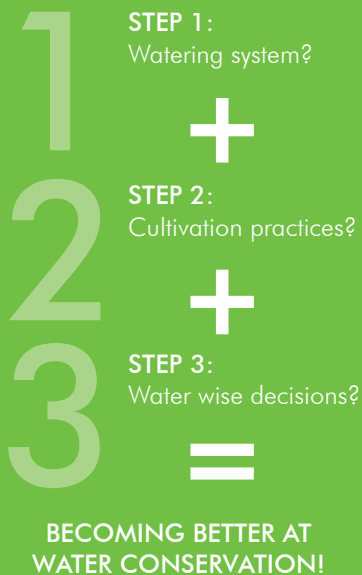 1
STEP 1:
Watering system?
+
2
STEP 2:
Cultivation practices?
+
3
STEP 3:
Water wise decisions?
=
BECOMING BETTER AT
WATER CONSERVATION!